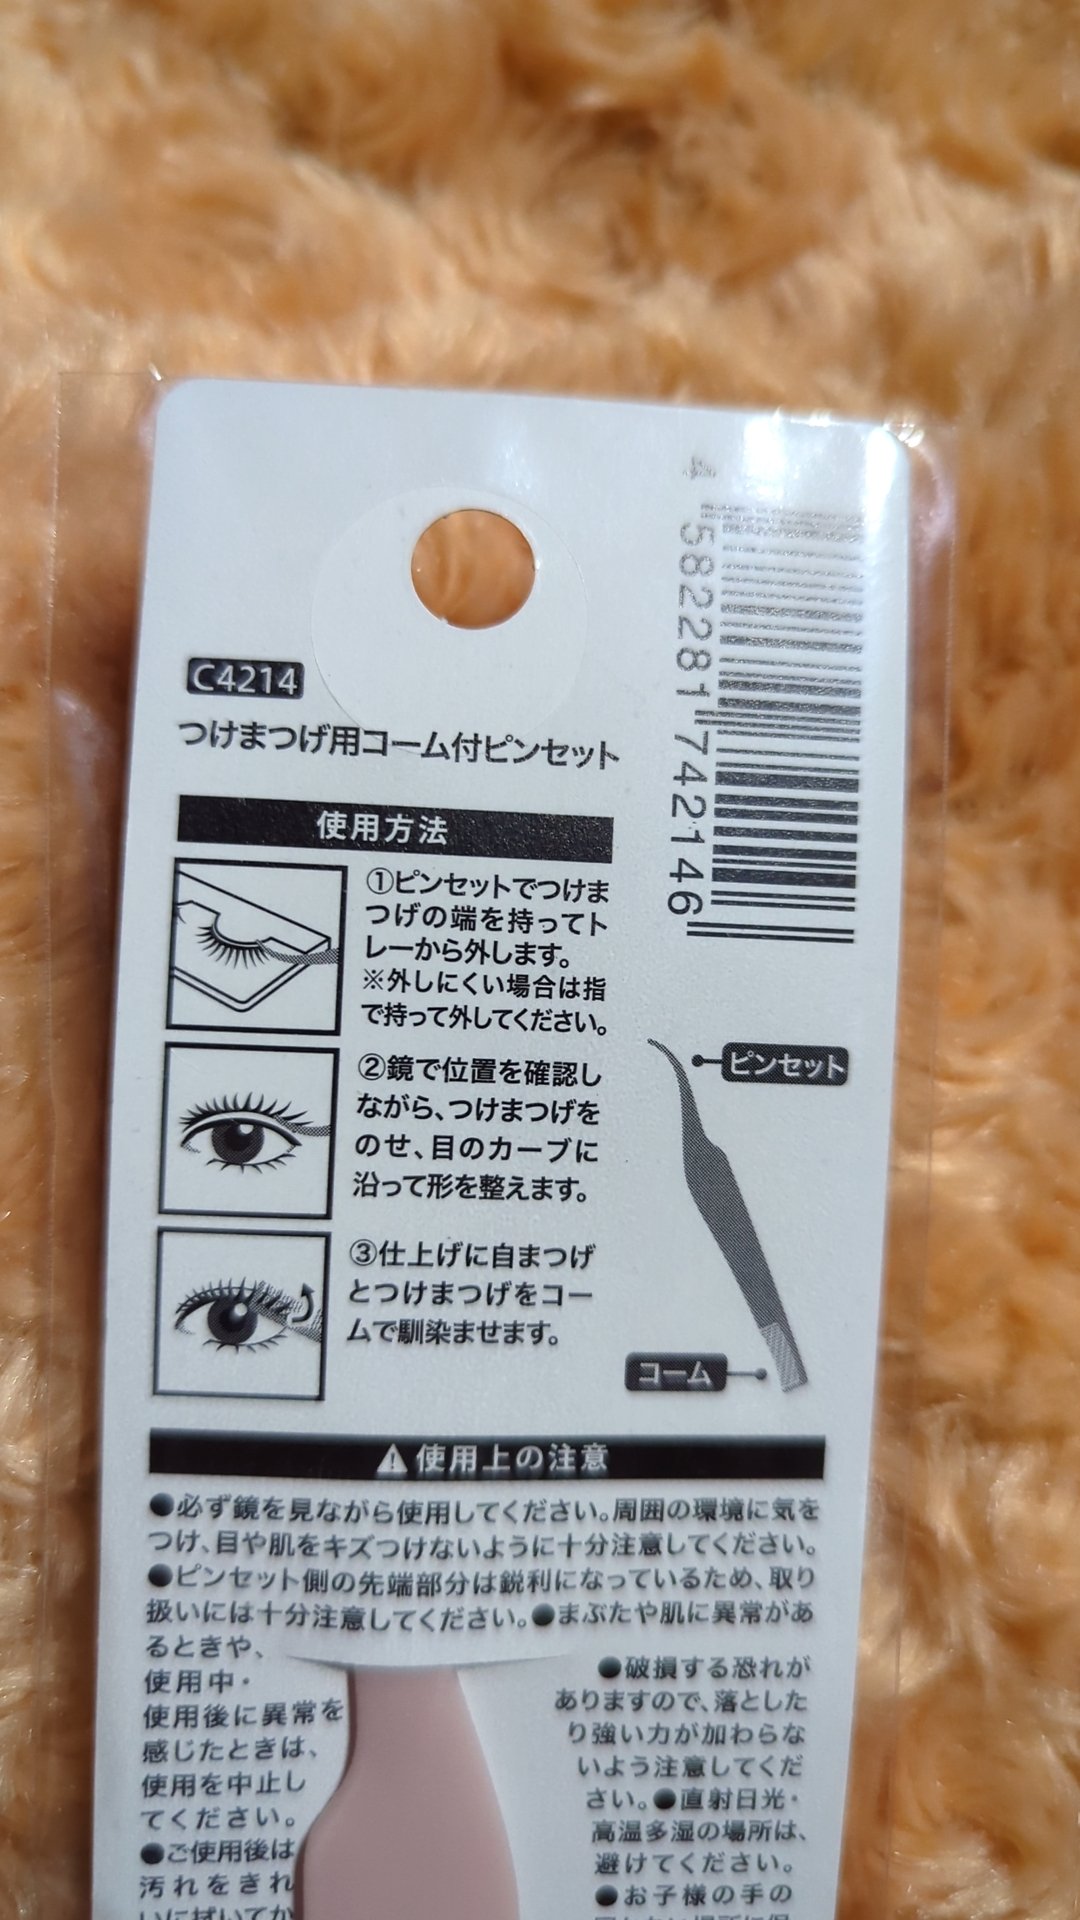 4 582281 742146
C4214
つけまつげ用コーム付ピンセット
使用方法
①ピンセットでつけま
つげの端を持ってト
レーから外します。
※外しにくい場合は指
で持って外してください。
②鏡で位置を確認し
ながら、つけまつげを
のせ、目のカーブに
沿って形を整えます。
③仕上げに自まつげ
とつけまつげをコー
ムで馴染ませます。
ピンセット
コーム
⚠使用上の注意
●必ず鏡を見ながら使用してください。周囲の環境に気を
つけ、目や肌をキズつけないように十分注意してください。
●ピンセット側の先端部分は鋭利になっているため、取り
扱いには十分注意してください。●まぶたや肌に異常があ
るときや、
使用中・
使用後に異常を
感じたときは、
使用を中止し
てください。
●ご使用後は
汚れをきれ
いに拭いてか
●破損する恐れが
ありますので、落とした
り強い力が加わらな
いよう注意してくだ
さい。●直射日光・
高温多湿の場所は、
避けてください。
●お子様の手の